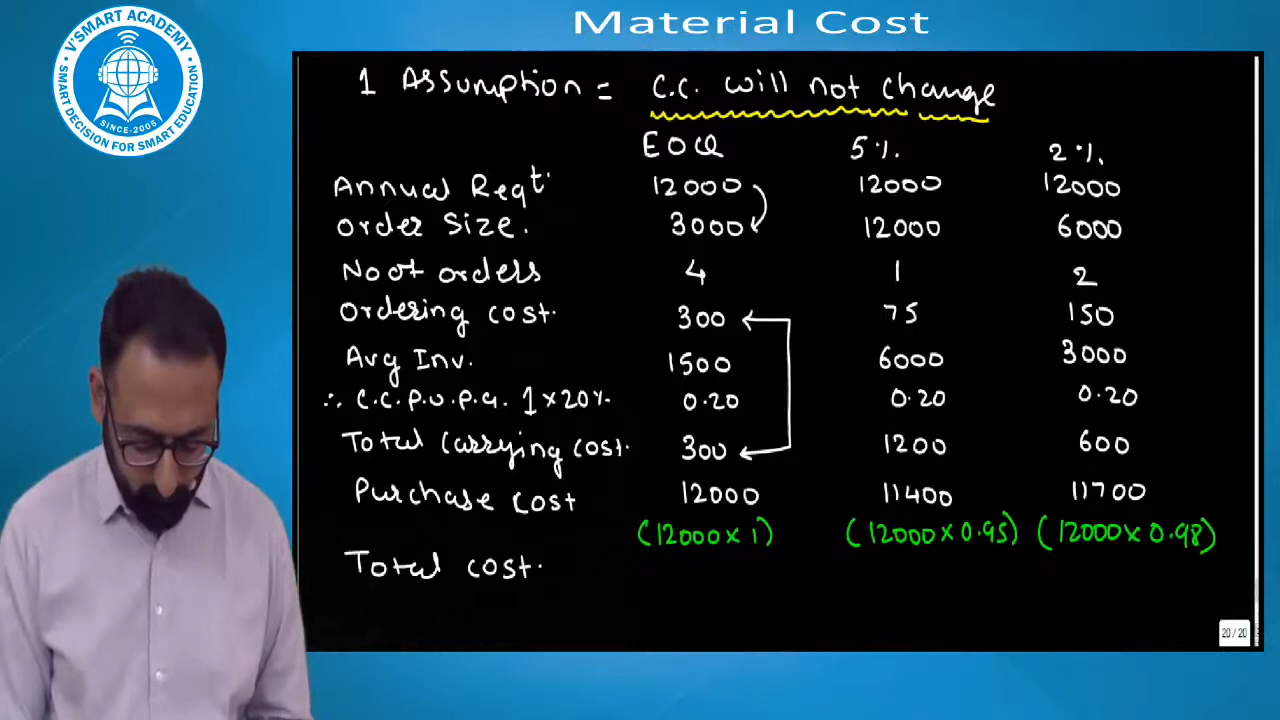 Material Cost
V'SMART ACADEMY
SINCE-2005
SMART DECISION FOR SMART EDUCATION
1 Assumption = C.C. will not change
EOQ 5%. 2%.
Annual Reqt. 12000 12000 12000
Order Size. 3000 12000 6000
No of orders 4 1 2
Ordering cost. 300 75 150
Avg Inv. 1500 6000 3000
∴ C.C.P.U.P.A. 1×20%. 0.20 0.20 0.20
Total Carrying cost. 300 1200 600
Purchase cost 12000 11400 11700
(12000×1) (12000×0.95) (12000×0.98)
Total cost.
20/20